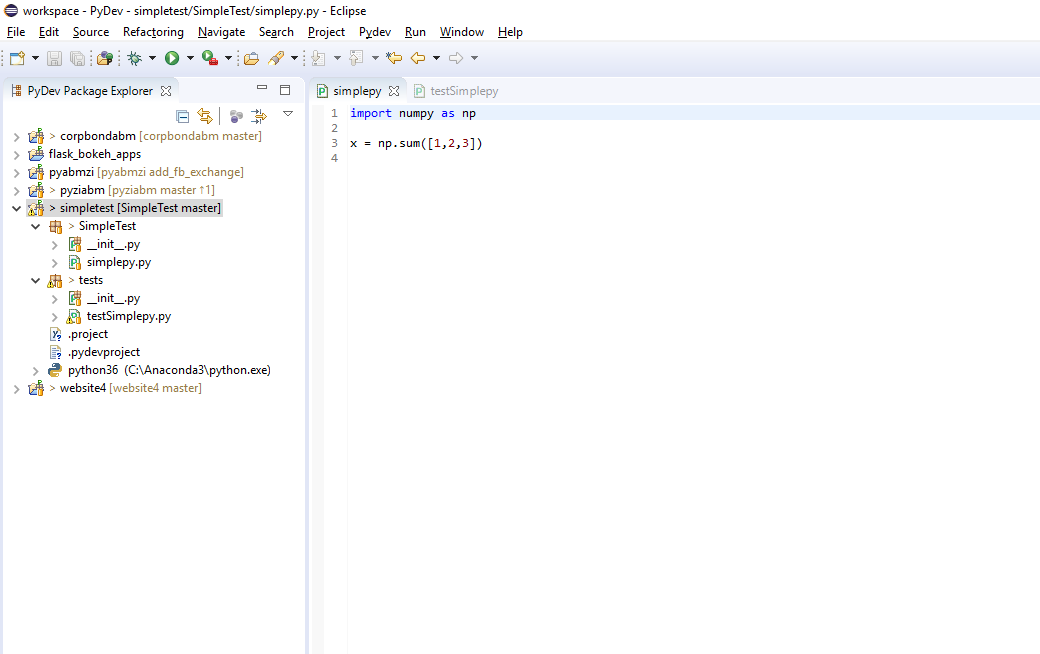 workspace - PyDev - simpletest/SimpleTest/simplepy.py - Eclipse
File Edit Source Refactoring Navigate Search Project Pydev Run Window Help
PyDev Package Explorer
> corpbondabm [corpbondabm master]
flask_bokeh_apps
pyabmzi [pyabmzi add_fb_exchange]
> pyziabm [pyziabm master ↑1]
> simpletest [SimpleTest master]
> SimpleTest
__init__.py
simplepy.py
> tests
__init__.py
testSimplepy.py
.project
.pydevproject
python36 (C:\Anaconda3\python.exe)
> website4 [website4 master]
simplepy testSimplepy
1 import numpy as np
2
3 x = np.sum([1,2,3])
4